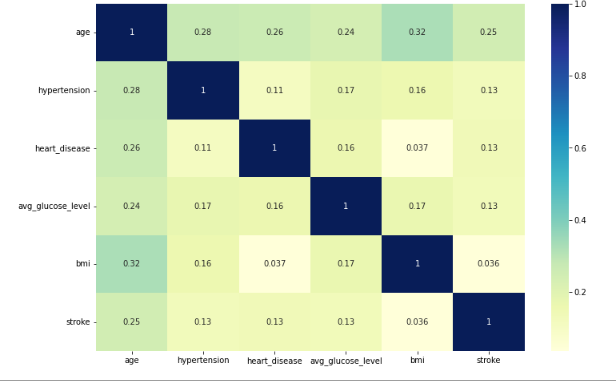 1.0
age 1 0.28 0.26 0.24 0.32 0.25
0.8
hypertension 0.28 1 0.11 0.17 0.16 0.13
heart_disease 0.26 0.11 1 0.16 0.037 0.13
0.6
avg_glucose_level 0.24 0.17 0.16 1 0.17 0.13
0.4
bmi 0.32 0.16 0.037 0.17 1 0.036
0.2
stroke 0.25 0.13 0.13 0.13 0.036 1
age hypertension heart_disease avg_glucose_level bmi stroke